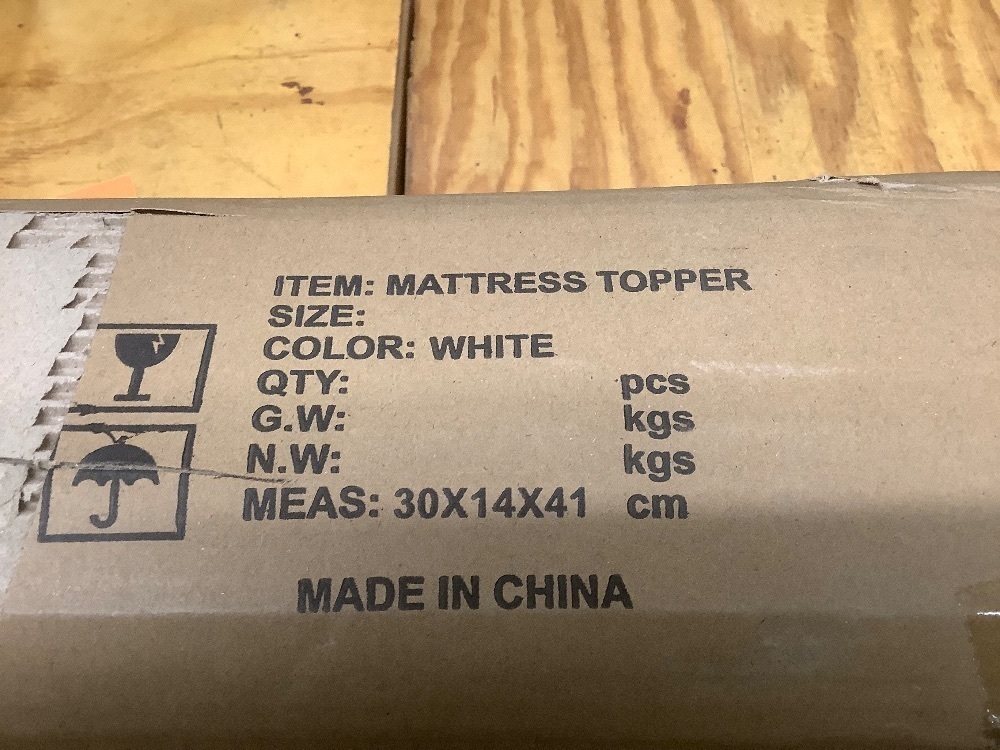 ITEM: MATTRESS TOPPER
SIZE:
COLOR: WHITE
QTY: pcs
G.W: kgs
N.W: kgs
MEAS: 30X14X41 cm
MADE IN CHINA